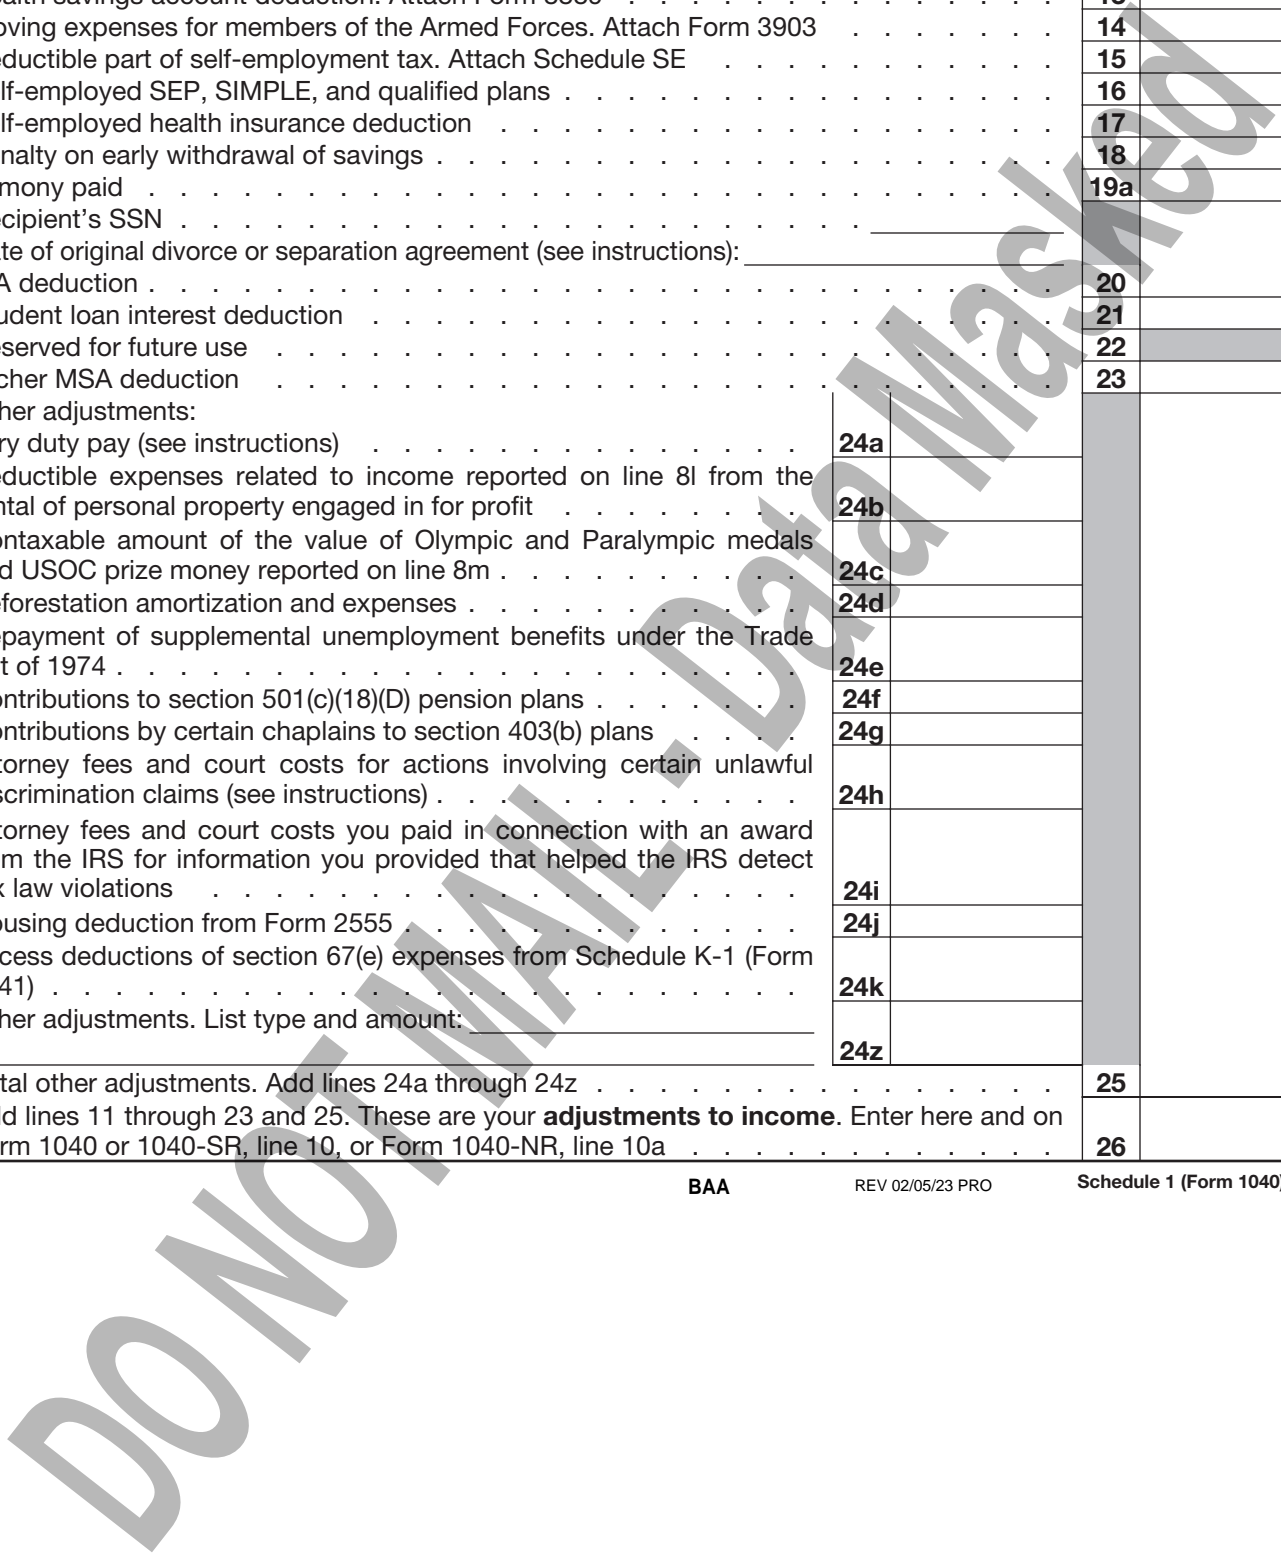 oving expenses for members of the Armed Forces. Attach Form 3903 . . . . . . . 14
eductible part of self-employment tax. Attach Schedule SE . . . . . . . . . . . 15
lf-employed SEP, SIMPLE, and qualified plans . . . . . . . . . . . . . . . . 16
lf-employed health insurance deduction . . . . . . . . . . . . . . . . . . 17
nalty on early withdrawal of savings . . . . . . . . . . . . . . . . . . . . 18
mony paid . . . . . . . . . . . . . . . . . . . . . . . . . . . . . 19a
ecipient's SSN . . . . . . . . . . . . . . . . . . . . . .
te of original divorce or separation agreement (see instructions):
A deduction . . . . . . . . . . . . . . . . . . . . . . . . . . . . . 20
udent loan interest deduction . . . . . . . . . . . . . . . . . . . . . . 21
eserved for future use . . . . . . . . . . . . . . . . . . . . . . . . . 22
cher MSA deduction . . . . . . . . . . . . . . . . . . . . . . . . . 23
her adjustments:
ry duty pay (see instructions) . . . . . . . . . . . . . . 24a
eductible expenses related to income reported on line 8l from the
ntal of personal property engaged in for profit . . . . . . . . 24b
ontaxable amount of the value of Olympic and Paralympic medals
d USOC prize money reported on line 8m . . . . . . . . . . 24c
eforestation amortization and expenses . . . . . . . . . . . 24d
epayment of supplemental unemployment benefits under the Trade
t of 1974 . . . . . . . . . . . . . . . . . . . . . . 24e
ontributions to section 501(c)(18)(D) pension plans . . . . . . . 24f
ontributions by certain chaplains to section 403(b) plans . . . . 24g
torney fees and court costs for actions involving certain unlawful
scrimination claims (see instructions) . . . . . . . . . . . . 24h
torney fees and court costs you paid in connection with an award
m the IRS for information you provided that helped the IRS detect
x law violations . . . . . . . . . . . . . . . . . . . 24i
ousing deduction from Form 2555 . . . . . . . . . . . . . 24j
cess deductions of section 67(e) expenses from Schedule K-1 (Form
41) . . . . . . . . . . . . . . . . . . . . . . . . 24k
her adjustments. List type and amount:
24z
tal other adjustments. Add lines 24a through 24z . . . . . . . . . . . . . . . 25
d lines 11 through 23 and 25. These are your adjustments to income. Enter here and on
rm 1040 or 1040-SR, line 10, or Form 1040-NR, line 10a . . . . . . . . . . . . 26
BAA REV 02/05/23 PRO Schedule 1 (Form 1040)
DO NOT MAIL - Data Masked